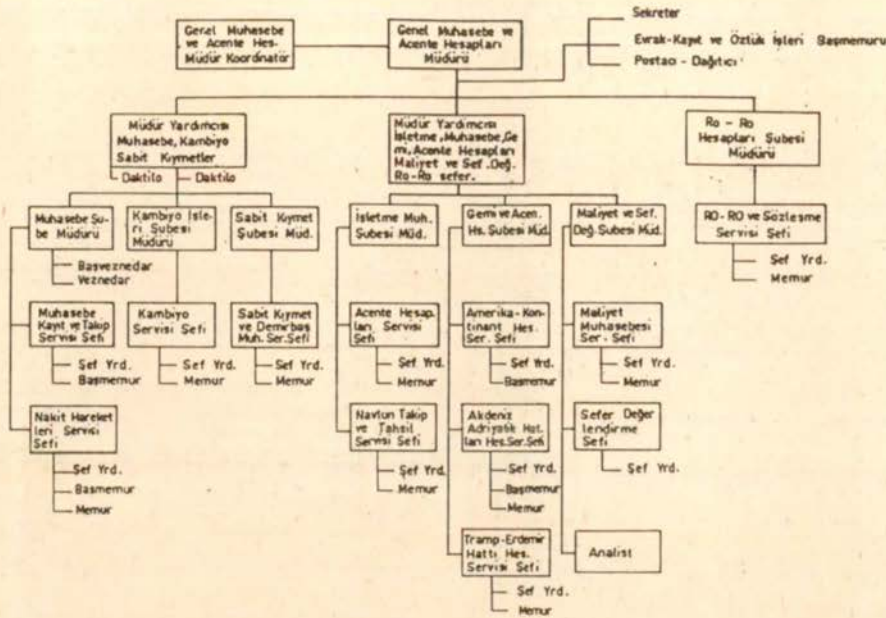 Genel Muhasebe
ve Acente Hes.
Müdür Koordinatör
Genel Muhasebe ve
Acente Hesapları
Müdürü
Sekreter
Evrak-Kayıt ve Öztük İşleri Başmemuru
Postacı - Dağıtıcı
Müdür Yardımcısı
Muhasebe, Kambiyo
Sabit Kıymetler
Daktilo
Daktilo
Müdür Yardımcısı
İşletme, Muhasebe, Ge
mi, Acente Hesapları
Maliyet ve Sef. Değ.
Ro-Ro sefer.
Ro - Ro
Hesapları Şubesi
Müdürü
Muhasebe Şu-
be Müdürü
Başveznedar
Veznedar
Kambiyo İşle-
ri Şubesi
Müdürü
Sabit Kıymet
Şubesi Müd.
İşletme Muh.
Şubesi Müd.
Gemi ve Acen.
Hs. Şubesi Müd.
Maliyet ve Sef.
Değ. Şubesi Müd.
RO-RO ve Sözleşme
Servisi Şefi
Şef Yrd.
Memur
Muhasebe
Kayıt ve Takip
Servisi Şefi
Şef Yrd.
Başmemur
Kambiyo
Servisi Şefi
Şef Yrd.
Memur
Sabit Kıymet
ve Demirbaş
Muh. Ser. Şefi
Şef Yrd.
Memur
Acente Hesap-
ları Servisi
Şefi
Şef Yrd.
Memur
Amerika-Kon-
tinant Hes.
Ser. Şefi
Şef Yrd.
Başmemur
Maliyet
Muhasebesi
Ser. Şefi
Şef Yrd.
Memur
Nakit Hareket
leri Servisi
Şefi
Şef Yrd.
Basmemur
Memur
Navlun Takip
ve Tahsil
Servisi Şefi
Şef Yrd.
Memur
Akdeniz
Adriyatik Hat.
ları Hes. Ser. Şefi
Şef Yrd.
Başmemur
Memur
Sefer Değer
lendirme
Şefi
Şef Yrd.
Tramp-Erdemir
Hattı Hes.
Servisi Şefi
Şef Yrd.
Memur
Analist